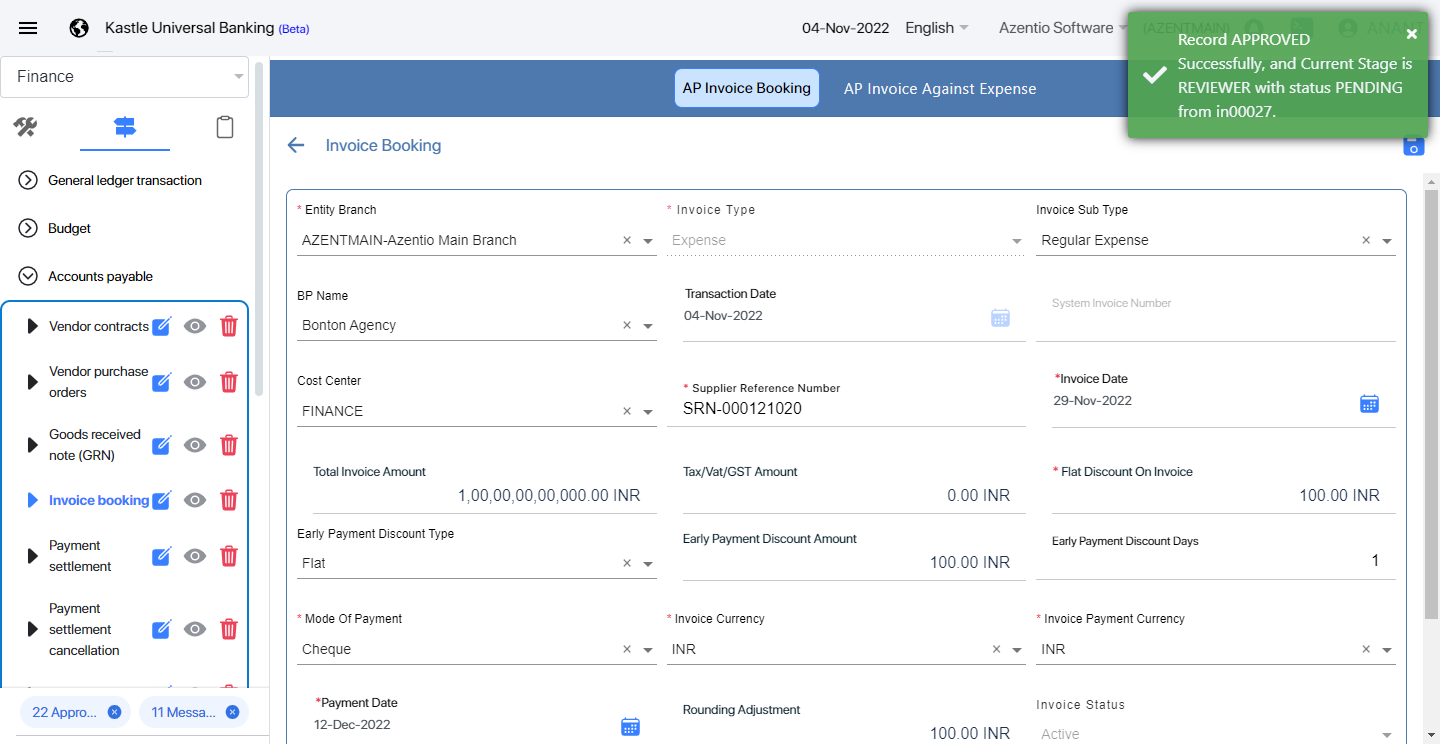 Kastle Universal Banking (Beta)
04-Nov-2022
English
Azentio Software
(AZENTMAIN)
Record APPROVED
Successfully, and Current Stage is
REVIEWER with status PENDING
from in00027.
Finance
AP Invoice Booking
AP Invoice Against Expense
Invoice Booking
General ledger transaction
Budget
Accounts payable
Vendor contracts
Vendor purchase
orders
Goods received
note (GRN)
Invoice booking
Payment
settlement
Payment
settlement
cancellation
22 Appro...
11 Messa...
* Entity Branch
AZENTMAIN-Azentio Main Branch
* Invoice Type
Expense
Invoice Sub Type
Regular Expense
BP Name
Bonton Agency
Transaction Date
04-Nov-2022
System Invoice Number
Cost Center
FINANCE
* Supplier Reference Number
SRN-000121020
*Invoice Date
29-Nov-2022
Total Invoice Amount
1,00,00,00,00,000.00 INR
Tax/Vat/GST Amount
0.00 INR
* Flat Discount On Invoice
100.00 INR
Early Payment Discount Type
Flat
Early Payment Discount Amount
100.00 INR
Early Payment Discount Days
1
* Mode Of Payment
Cheque
* Invoice Currency
INR
* Invoice Payment Currency
INR
*Payment Date
12-Dec-2022
Rounding Adjustment
100.00 INR
Invoice Status
Active